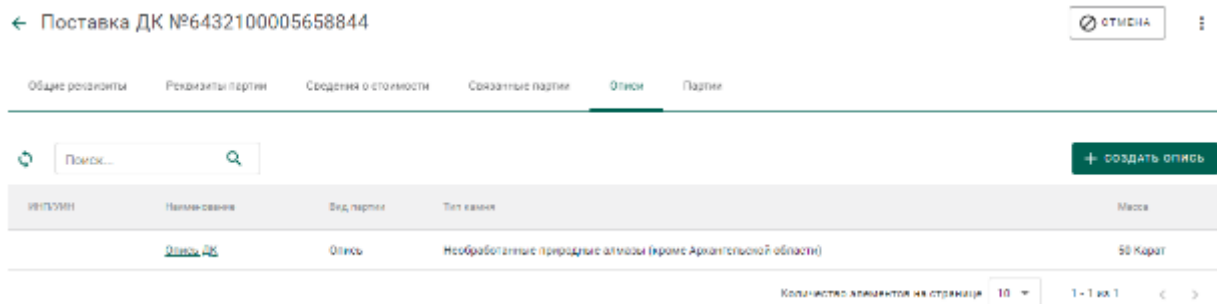 ← Поставка ДК №6432100005658844
ОТМЕНА
Общие реквизиты Реквизиты партии Сведения о стоимости Связанные партии Описи Партии
Поиск...
+ СОЗДАТЬ ОПИСЬ
ИНП/УИН Наименование Вид партии Тип камня Масса
Опись ДК Опись Необработанные природные алмазы (кроме Архангельской области) 50 Карат
Количество элементов на странице 10 1 - 1 из 1